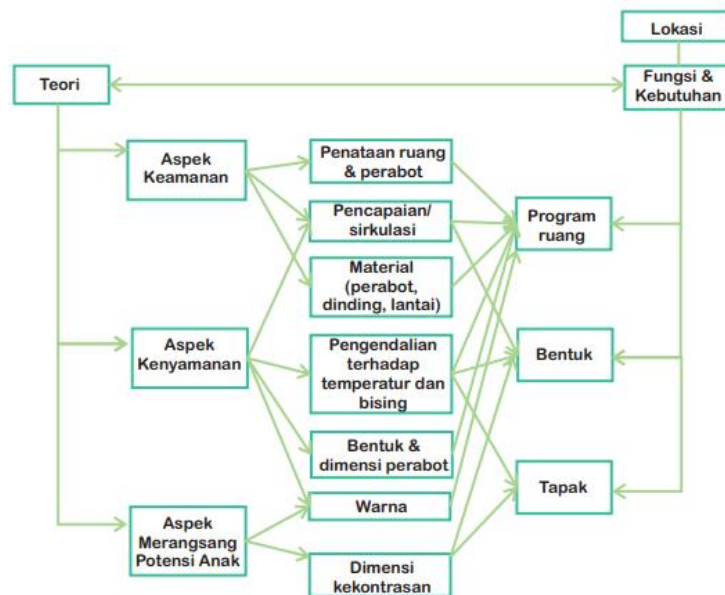 Lokasi
Teori
Fungsi &
Kebutuhan
Aspek
Keamanan
Penataan ruang
& perabot
Pencapaian/
sirkulasi
Material
(perabot,
dinding, lantai)
Program
ruang
Aspek
Kenyamanan
Pengendalian
terhadap
temperatur dan
bising
Bentuk
Bentuk &
dimensi perabot
Warna
Tapak
Aspek
Merangsang
Potensi Anak
Dimensi
kekontrasan